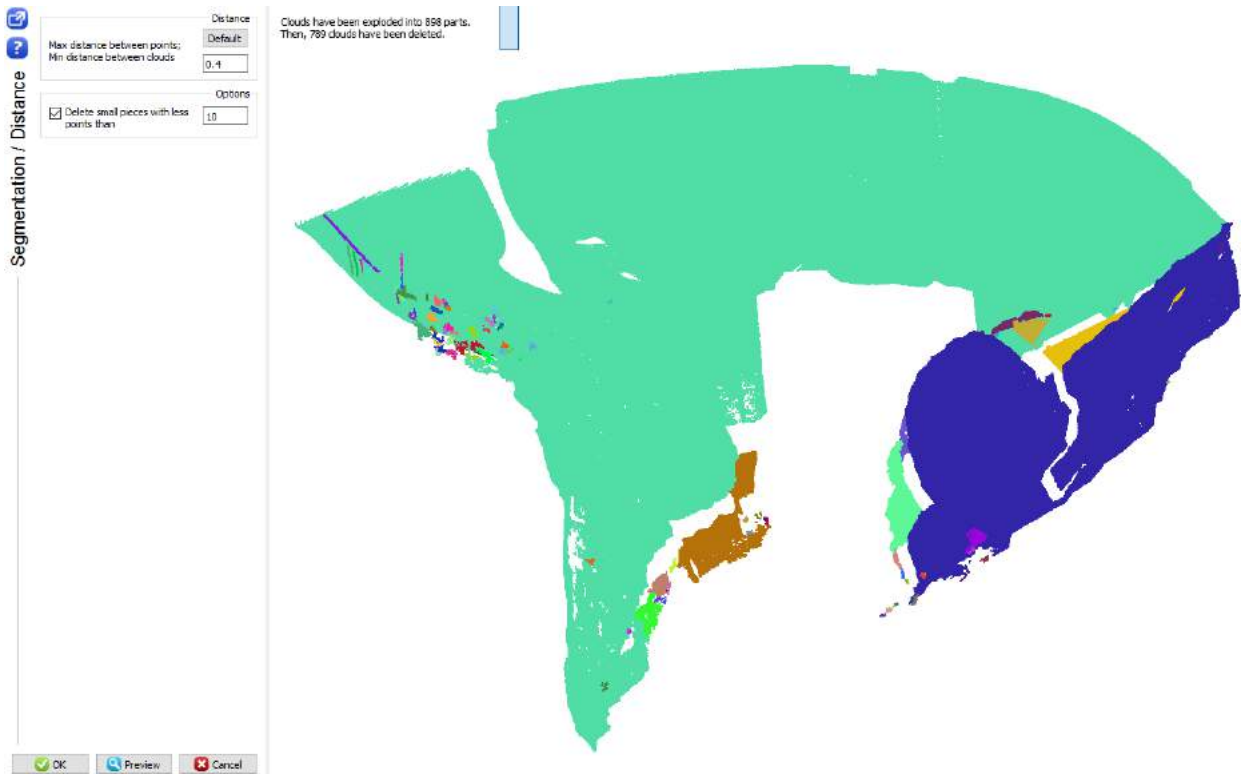 Segmentation / Distance
Distance
Max distance between points;
Min distance between clouds
Default
0.4
Options
Delete small pieces with less
points than
10
OK
Preview
Cancel
Clouds have been exploded into 898 parts.
Then, 789 clouds have been deleted.